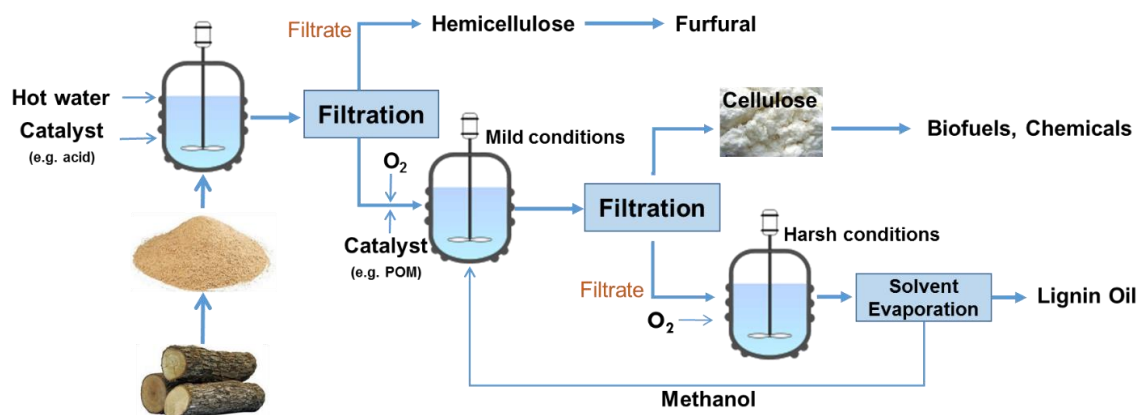 Filtrate
Hemicellulose
Furfural
Hot water
Catalyst
(e.g. acid)
Filtration
Mild conditions
Cellulose
Biofuels, Chemicals
O₂
Catalyst
(e.g. POM)
Filtration
Harsh conditions
Filtrate
O₂
Solvent
Evaporation
Lignin Oil
Methanol